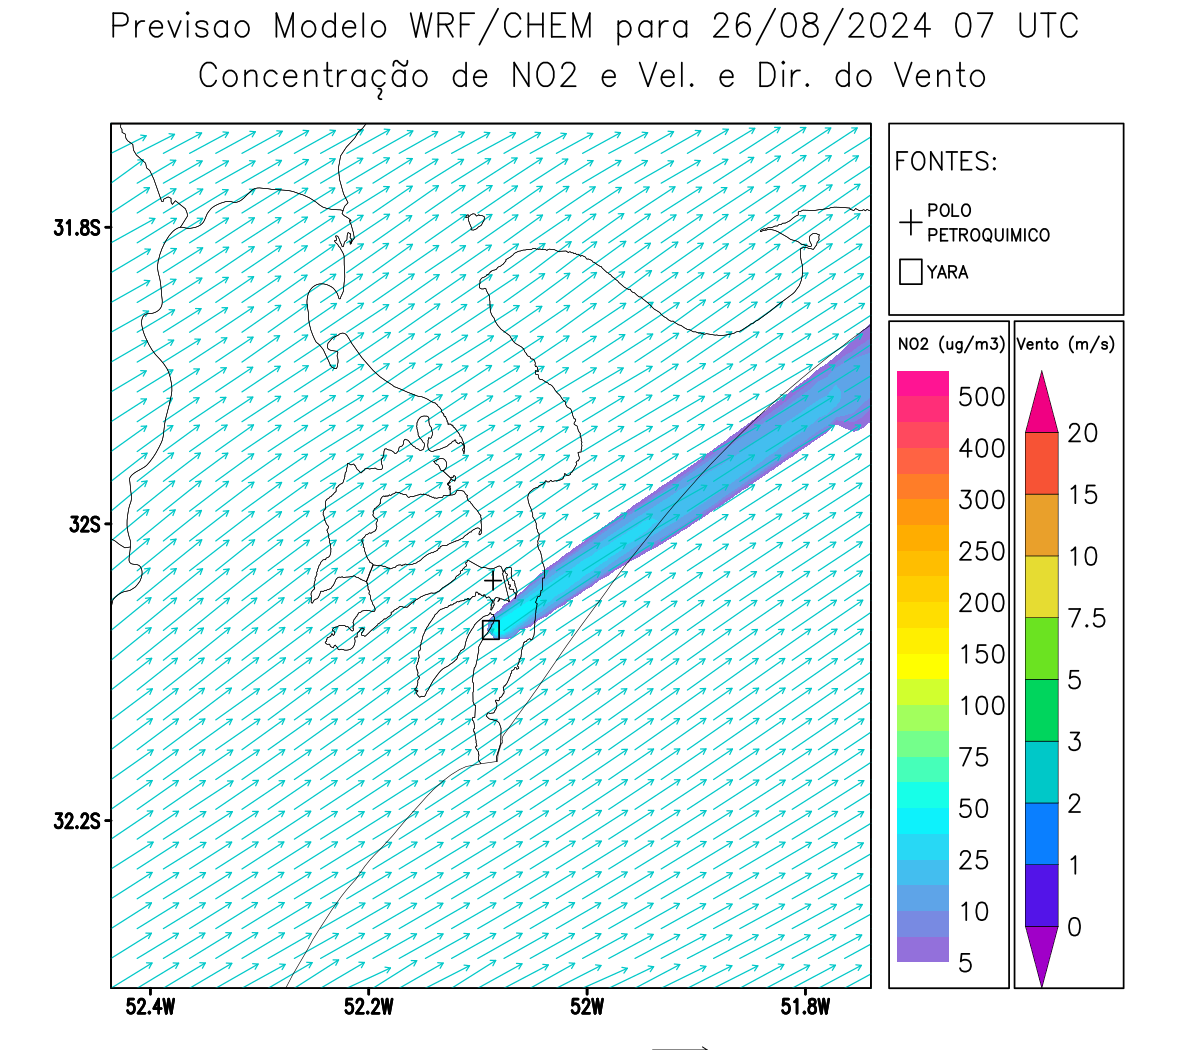 Previsao Modelo WRF/CHEM para 26/08/2024 07 UTC
Concentração de NO2 e Vel. e Dir. do Vento
FONTES:
POLO
PETROQUIMICO
YARA
31.8S
32S
32.2S
52.4W
52.2W
52W
51.8W
NO2 (ug/m3)
500
400
300
250
200
150
100
75
50
25
10
5
Vento (m/s)
20
15
10
7.5
5
3
2
1
0